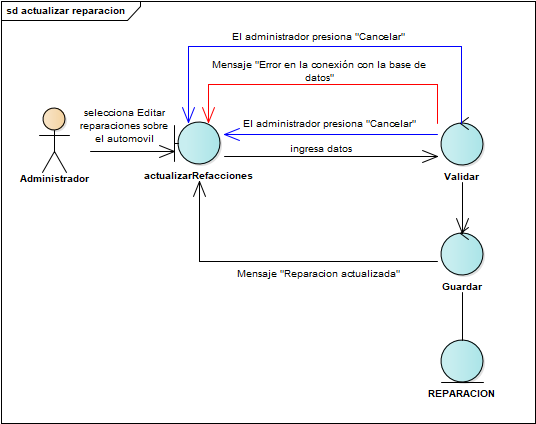 sd actualizar reparacion
El administrador presiona "Cancelar"
Mensaje "Error en la conexión con la base de
datos"
selecciona Editar
reparaciones sobre
el automovil
El administrador presiona "Cancelar"
ingresa datos
Administrador
actualizarRefacciones
Validar
Mensaje "Reparacion actualizada"
Guardar
REPARACION